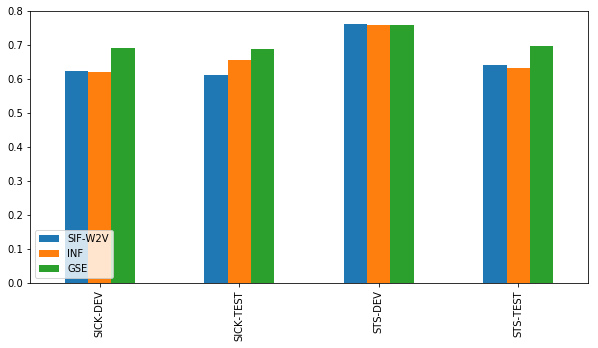 0.8
0.7
0.6
0.5
0.4
0.3
0.2
0.1
0.0
SIF-W2V
INF
GSE
SICK-DEV
SICK-TEST
STS-DEV
STS-TEST